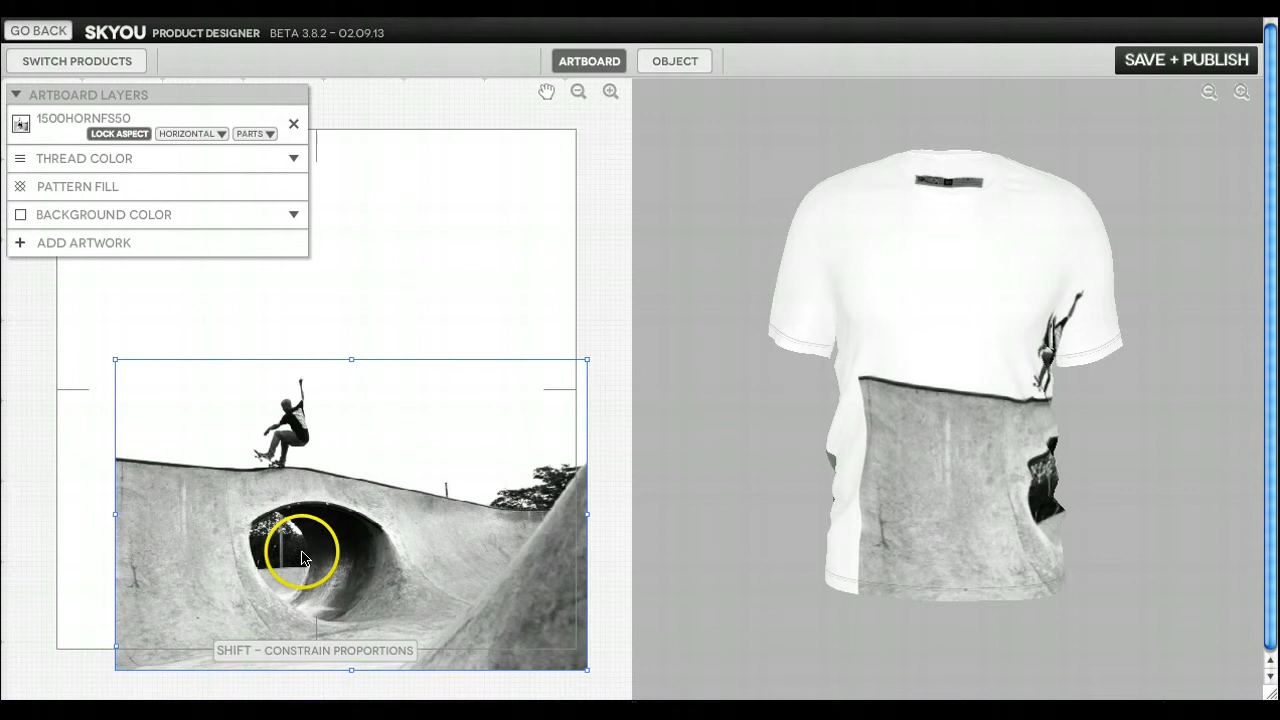 GO BACK
SKYOU PRODUCT DESIGNER BETA 3.8.2 – 02.09.13
SWITCH PRODUCTS
ARTBOARD
OBJECT
SAVE + PUBLISH
ARTBOARD LAYERS
1500HORNFS50
LOCK ASPECT
HORIZONTAL
PARTS
THREAD COLOR
PATTERN FILL
BACKGROUND COLOR
ADD ARTWORK
SHIFT – CONSTRAIN PROPORTIONS